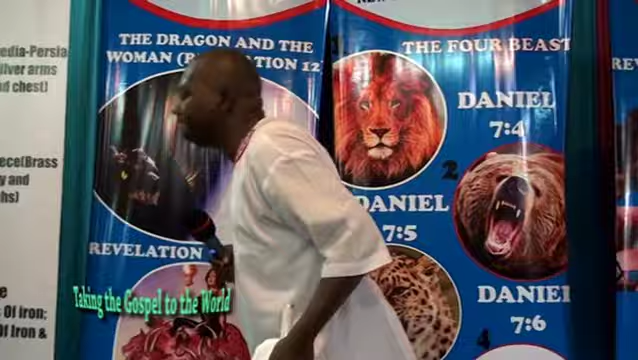 edia-Persia
ilver arms
nd chest)
ece(Brass
y and
hs)
e
Of iron;
Of iron &
THE DRAGON AND THE
WOMAN (R
ATION 12
REVELATION
Taking the Gospel to the World
NEW
THE FOUR BEAST
1
DANIEL
7:4
2
DANIEL
7:5
DANIEL
7:6
4
REV